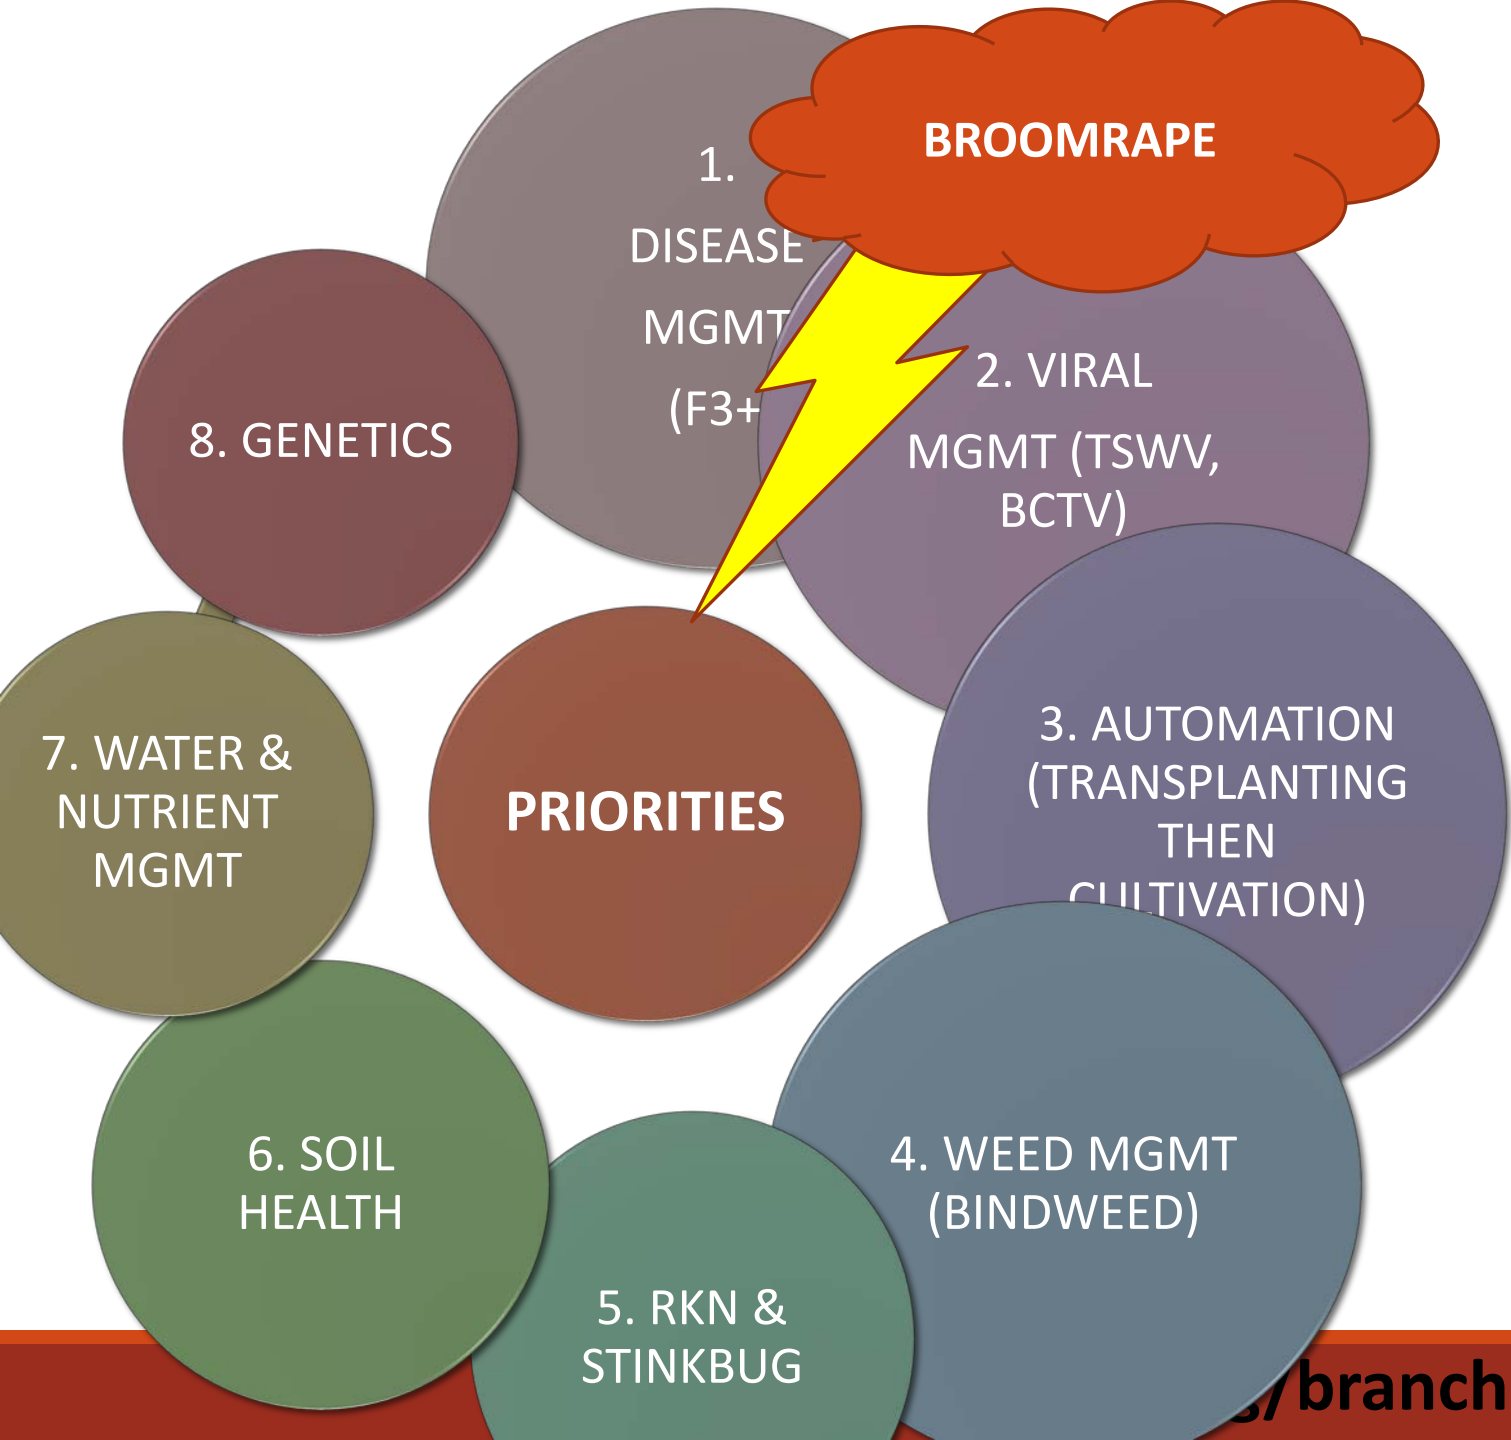 BROOMRAPE
1.
DISEASE
MGMT
(F3+
2. VIRAL
MGMT (TSWV,
BCTV)
3. AUTOMATION
(TRANSPLANTING
THEN
CULTIVATION)
4. WEED MGMT
(BINDWEED)
5. RKN &
STINKBUG
6. SOIL
HEALTH
7. WATER &
NUTRIENT
MGMT
8. GENETICS
PRIORITIES
/branch